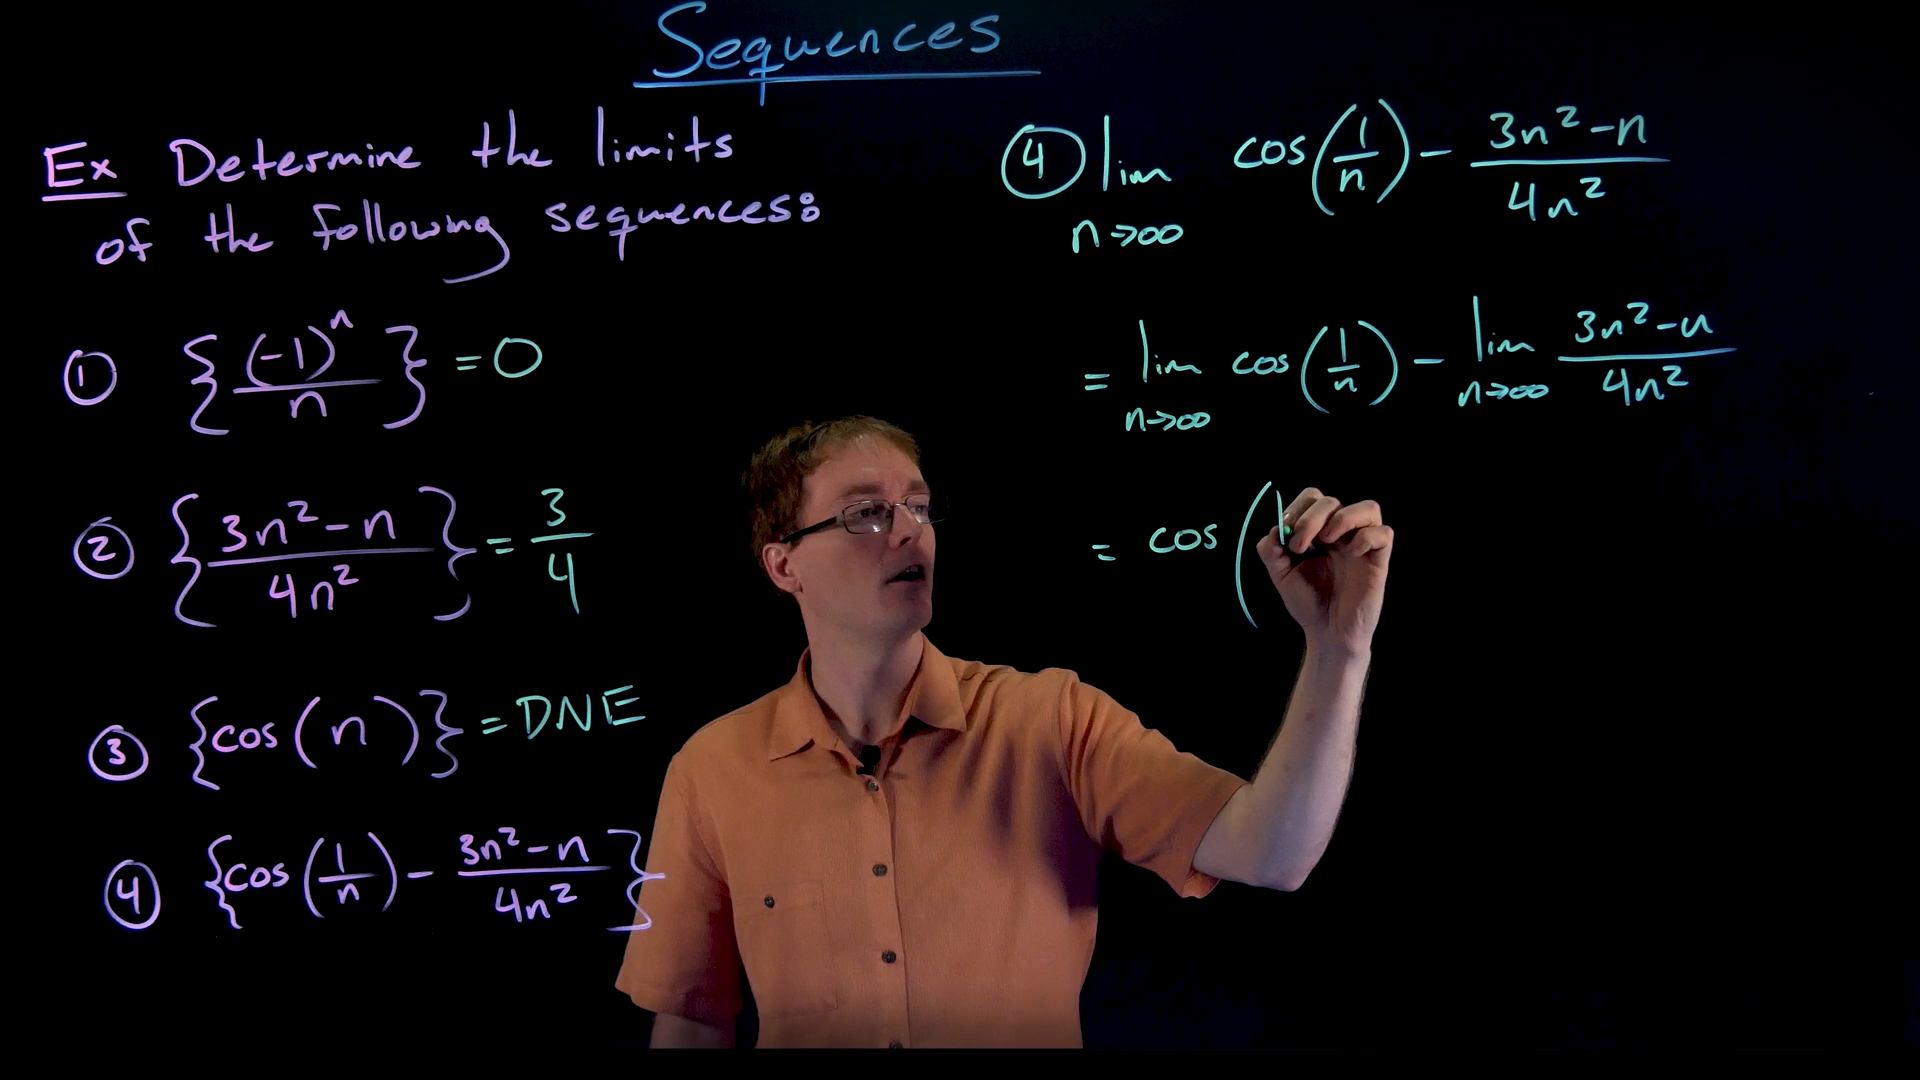 Sequences
Ex Determine the limits
of the following sequences:
① {(-1)^n / n} = 0
② {(3n² - n) / 4n²} = 3/4
③ {cos(n)} = DNE
④ {cos(1/n) - (3n² - n) / 4n²}
④ lim n→∞ cos(1/n) - (3n² - n) / 4n²
= lim n→∞ cos(1/n) - lim n→∞ (3n² - n) / 4n²
= cos(